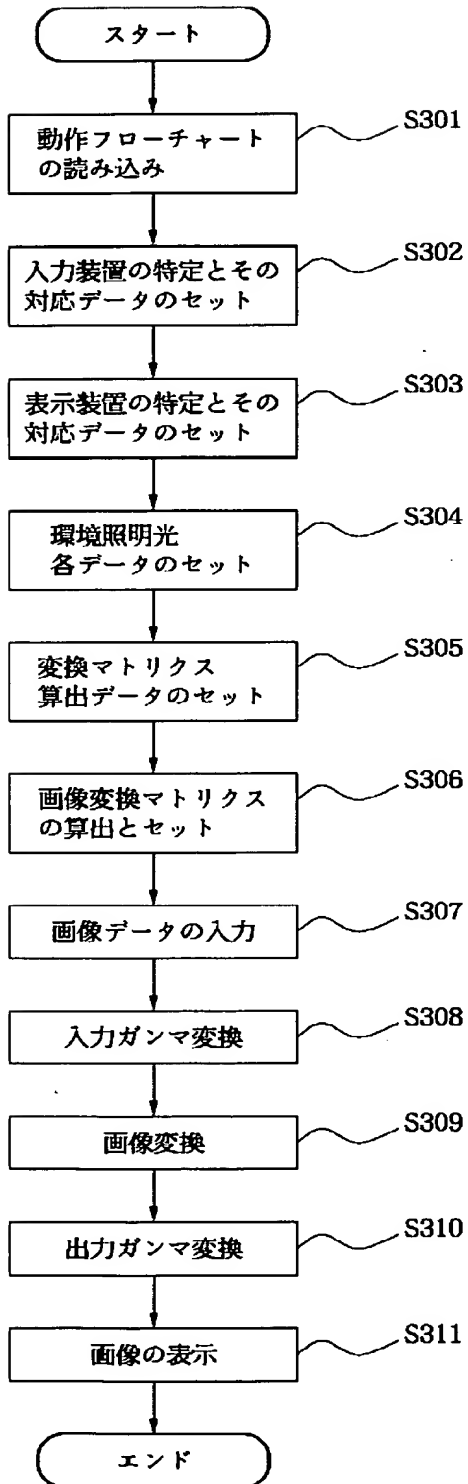 スタート
動作フローチャート
の読み込み
S301
入力装置の特定とその
対応データのセット
S302
表示装置の特定とその
対応データのセット
S303
環境照明光
各データのセット
S304
変換マトリクス
算出データのセット
S305
画像変換マトリクス
の算出とセット
S306
画像データの入力
S307
入力ガンマ変換
S308
画像変換
S309
出力ガンマ変換
S310
画像の表示
S311
エンド